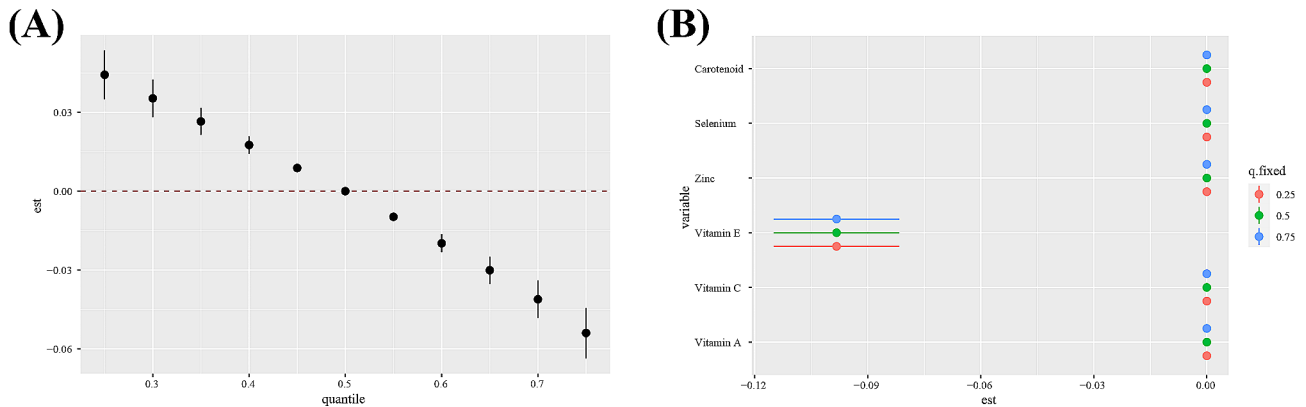 (A)
0.03
0.00
−0.03
−0.06
est
0.3 0.4 0.5 0.6 0.7
quantile
(B)
Carotenoid
Selenium
Zinc
Vitamin E
Vitamin C
Vitamin A
variable
−0.12 −0.09 −0.06 −0.03 0.00
est
q.fixed
0.25
0.5
0.75